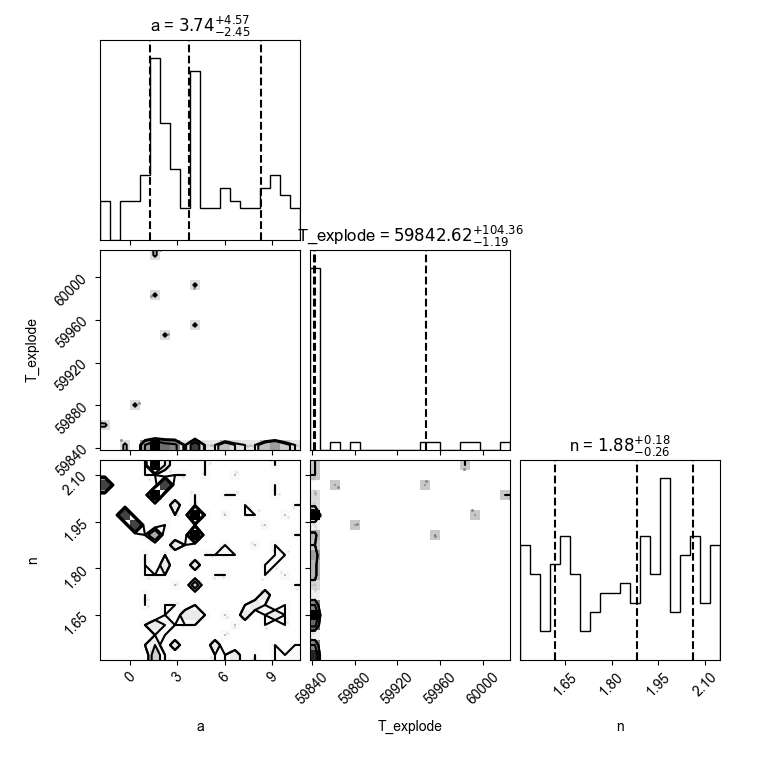 a = 3.74+4.57−2.45
T_explode = 59842.62+104.36−1.19
T_explode
60000
59960
59920
59880
59840
n = 1.88+0.18−0.26
n
2.10
1.95
1.80
1.65
0 3 6 9
59840 59880 59920 59960 60000
1.65 1.80 1.95 2.10
a T_explode n